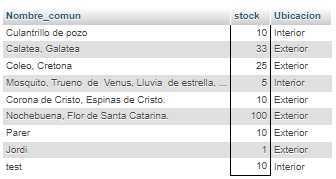 Nombre_comun stock Ubicacion
Culantrillo de pozo 10 Interior
Calatea, Galatea 33 Exterior
Coleo, Cretona 25 Exterior
Mosquito, Trueno de Venus, Lluvia de estrella, ... 5 Interior
Corona de Cristo, Espinas de Cristo. 10 Exterior
Nochebuena, Flor de Santa Catarina. 100 Exterior
Parer 10 Exterior
Jordi 1 Exterior
test 10 Interior